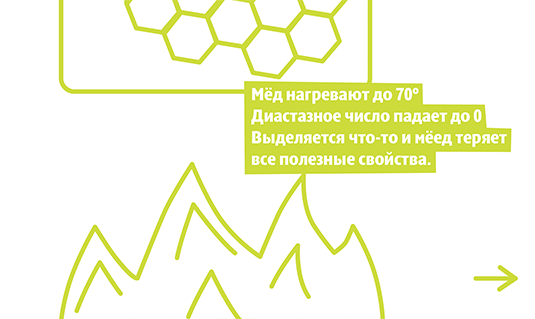 Мёд нагревают до 70°
Диастазное число падает до 0
Выделяется что-то и мёед теряет
все полезные свойства.